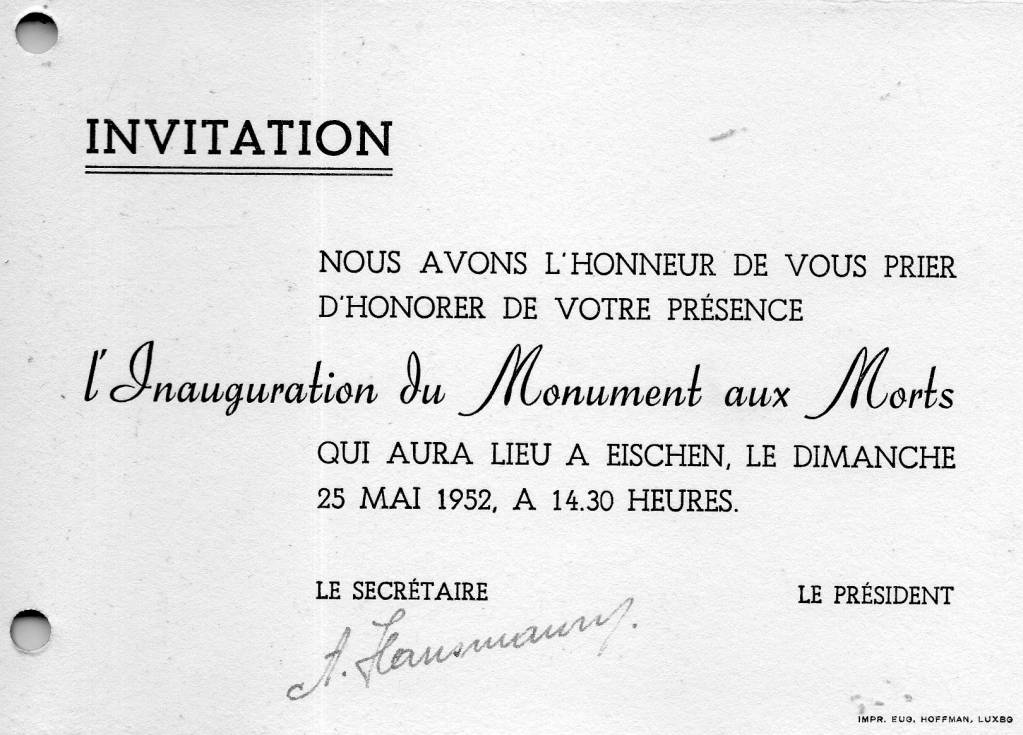 INVITATION
NOUS AVONS L'HONNEUR DE VOUS PRIER
D'HONORER DE VOTRE PRÉSENCE
l'Inauguration du Monument aux Morts
QUI AURA LIEU A EISCHEN, LE DIMANCHE
25 MAI 1952, A 14.30 HEURES.
LE SECRÉTAIRE LE PRÉSIDENT
A. Hausmann
IMPR. EUG. HOFFMAN, LUXBG